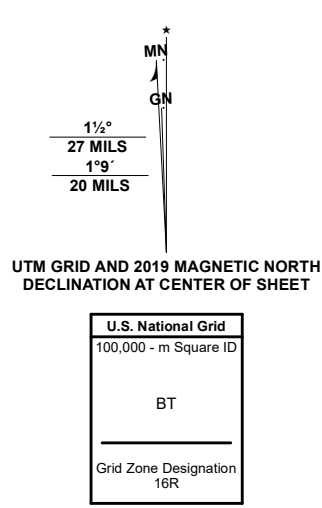 ★
MN
GN
1½°
27 MILS
1°9´
20 MILS
UTM GRID AND 2019 MAGNETIC NORTH
DECLINATION AT CENTER OF SHEET
U.S. National Grid
100,000 - m Square ID
BT
Grid Zone Designation
16R